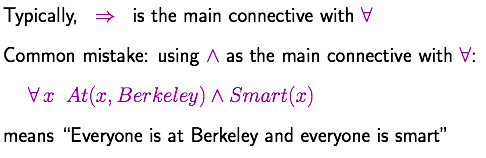 Typically, ⇒ is the main connective with ∀
Common mistake: using ∧ as the main connective with ∀:
∀ x At(x, Berkeley) ∧ Smart(x)
means “Everyone is at Berkeley and everyone is smart”